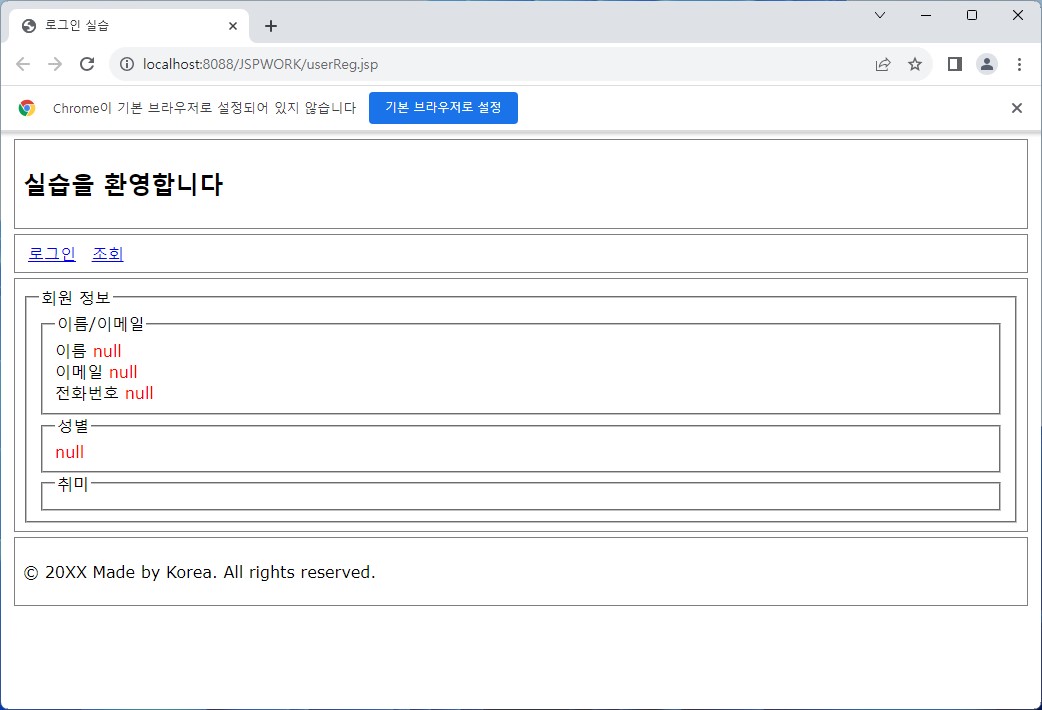 로그인 실습
localhost:8088/JSPWORK/userReg.jsp
Chrome이 기본 브라우저로 설정되어 있지 않습니다 기본 브라우저로 설정
실습을 환영합니다
로그인 조회
회원 정보
이름/이메일
이름 null
이메일 null
전화번호 null
성별
null
취미
© 20XX Made by Korea. All rights reserved.